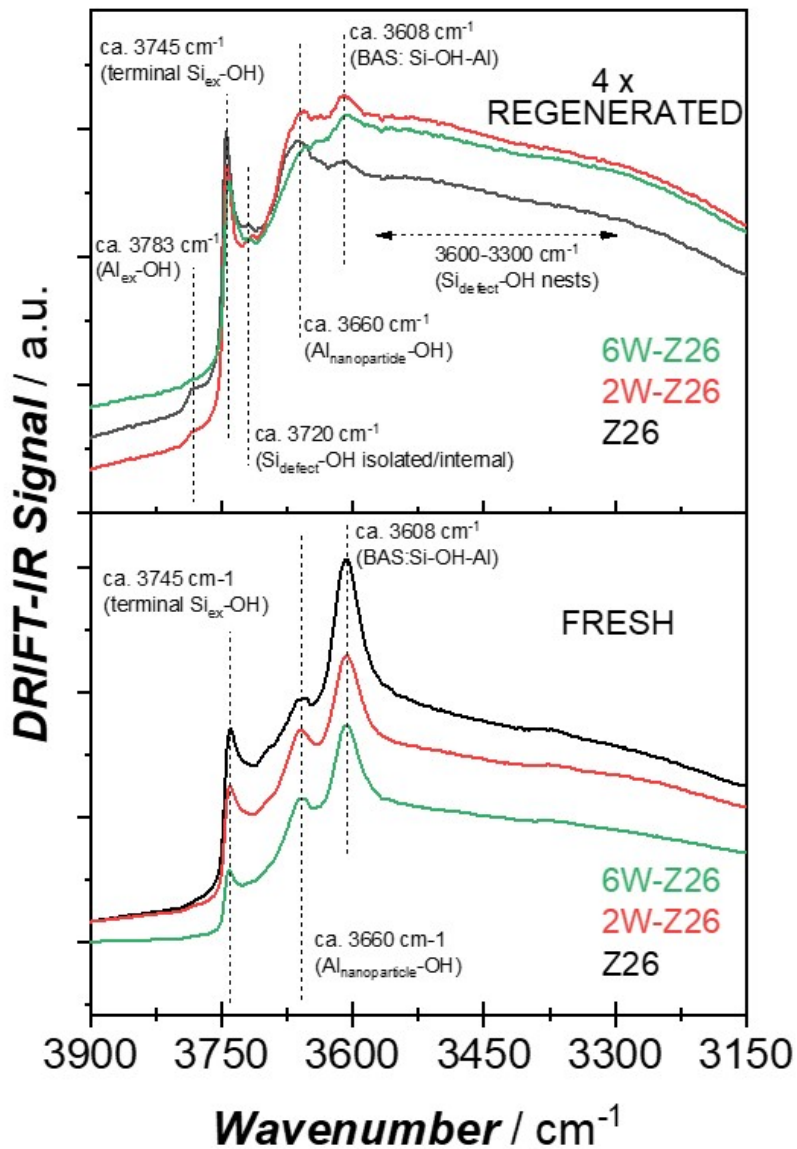 ca. 3745 cm⁻¹
(terminal Siₑₓ-OH)
ca. 3608 cm⁻¹
(BAS: Si-OH-Al)
4 x
REGENERATED
ca. 3783 cm⁻¹
(Alₑₓ-OH)
3600-3300 cm⁻¹
(Si_defect-OH nests)
ca. 3660 cm⁻¹
(Al_nanoparticle-OH)
6W-Z26
2W-Z26
Z26
ca. 3720 cm⁻¹
(Si_defect-OH isolated/internal)
DRIFT-IR Signal / a.u.
ca. 3608 cm⁻¹
(BAS:Si-OH-Al)
ca. 3745 cm-1
(terminal Siₑₓ-OH)
FRESH
6W-Z26
2W-Z26
Z26
ca. 3660 cm-1
(Al_nanoparticle-OH)
3900 3750 3600 3450 3300 3150
Wavenumber / cm⁻¹